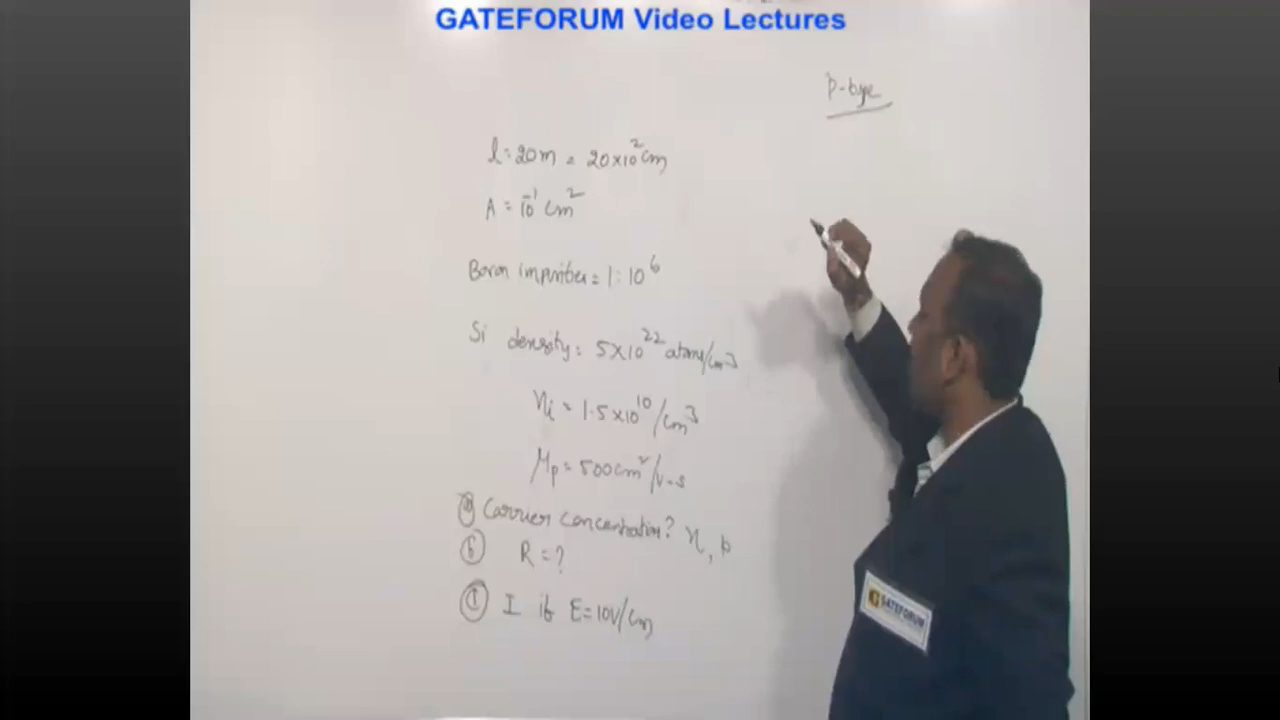 GATEFORUM Video Lectures
P-type
l = 20m = 20×10² cm
A = 10⁻¹ cm²
Boron impurities = 1 : 10⁶
Si density = 5×10²² atoms/cm³
ni = 1.5×10¹⁰/cm³
μp = 500 cm²/v-s
(a) Carrier concentration? n, p
(b) R = ?
(c) I if E = 10V/cm
GATEFORUM